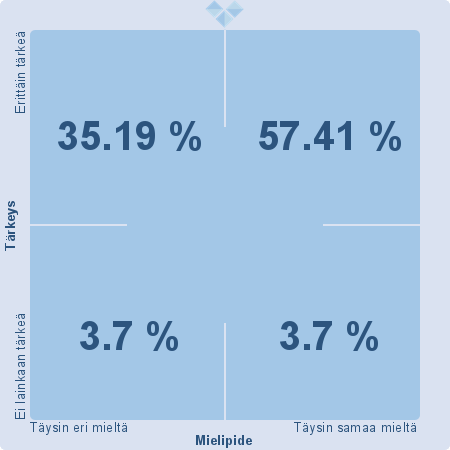 Erittäin tärkeä
35.19 %
57.41 %
Tärkeys
Ei lainkaan tärkeä
3.7 %
3.7 %
Täysin eri mieltä
Täysin samaa mieltä
Mielipide